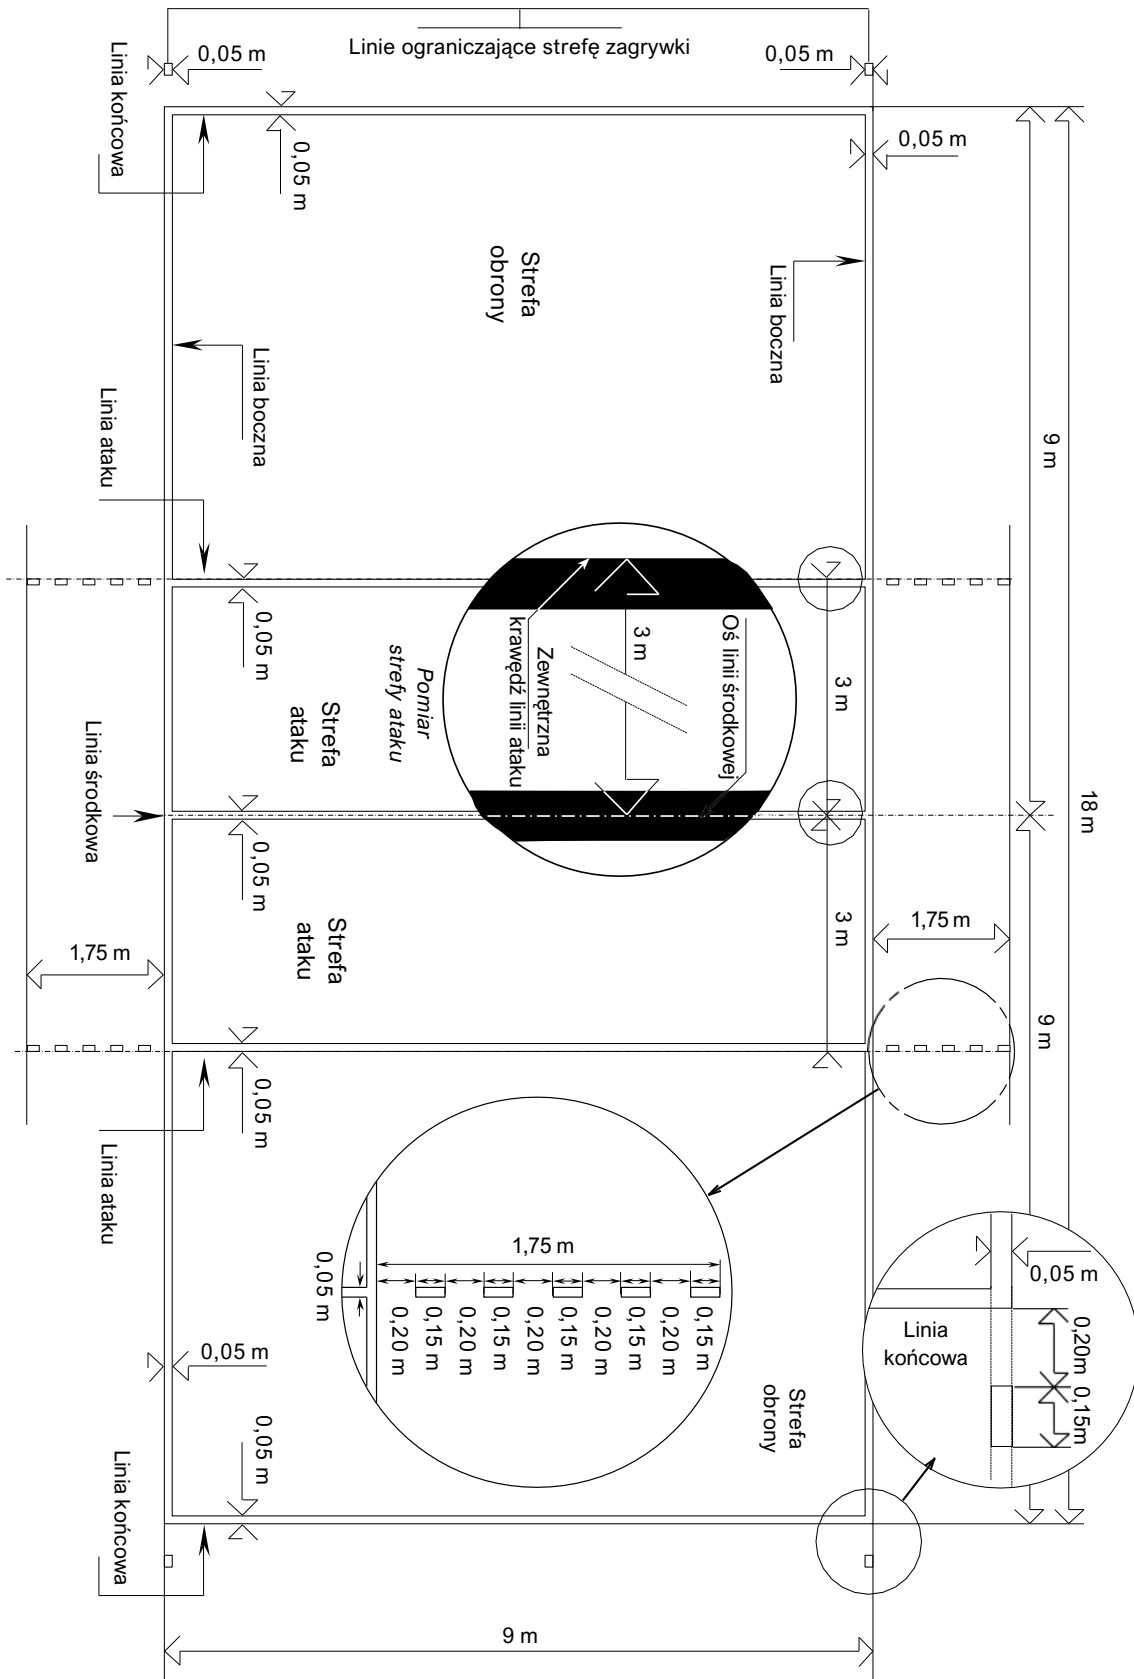 Linie ograniczające strefę zagrywki
0,05 m
0,05 m
Linia końcowa
0,05 m
0,05 m
Strefa
obrony
Linia boczna
Linia boczna
Linia ataku
9 m
18 m
0,05 m
Pomiar
strefy ataku
Strefa
ataku
Zewnętrzna
krawędź linii ataku
3 m
Oś linii środkowej
3 m
Linia środkowa
0,05 m
Strefa
ataku
3 m
1,75 m
1,75 m
9 m
0,05 m
Linia ataku
1,75 m
0,05 m
0,20 m
0,15 m
0,20 m
0,15 m
0,20 m
0,15 m
0,20 m
0,15 m
0,20 m
0,15 m
0,05 m
Linia
końcowa
0,20m
0,15m
0,05 m
0,05 m
Strefa
obrony
Linia końcowa
9 m